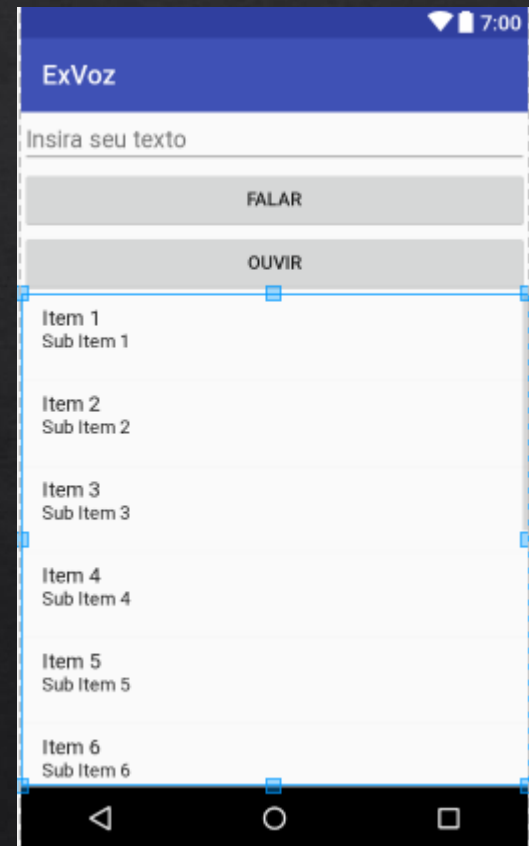 7:00
ExVoz
Insira seu texto
FALAR
OUVIR
Item 1
Sub Item 1
Item 2
Sub Item 2
Item 3
Sub Item 3
Item 4
Sub Item 4
Item 5
Sub Item 5
Item 6
Sub Item 6